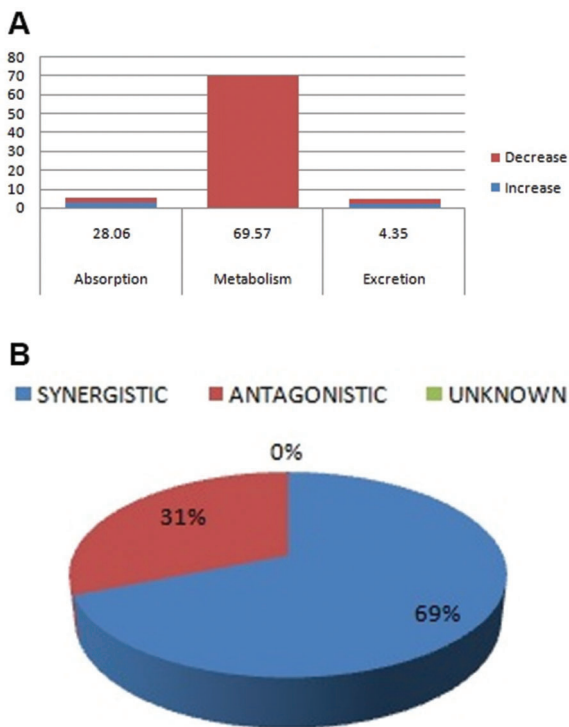 A
80
70
60
50
40
30
20
10
0
Decrease
Increase
28.06 69.57 4.35
Absorption Metabolism Excretion
B
SYNERGISTIC ANTAGONISTIC UNKNOWN
0%
31%
69%